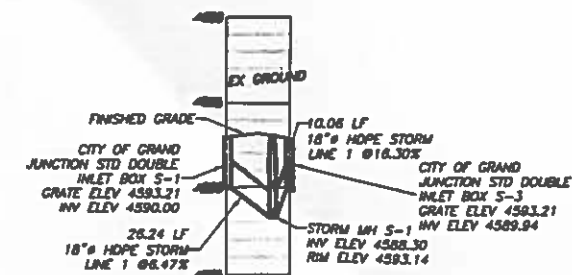 EX GROUND
FINISHED GRADE
CITY OF GRAND
JUNCTION STD DOUBLE
INLET BOX S-1
GRATE ELEV 4593.21
INV ELEV 4590.00
26.24 LF
18"ø HDPE STORM
LINE 1 @6.47%
10.06 LF
18"ø HDPE STORM
LINE 1 @16.30%
CITY OF GRAND
JUNCTION STD DOUBLE
INLET BOX S-3
GRATE ELEV 4593.21
INV ELEV 4589.94
STORM MH S-1
INV ELEV 4588.30
RIM ELEV 4593.14